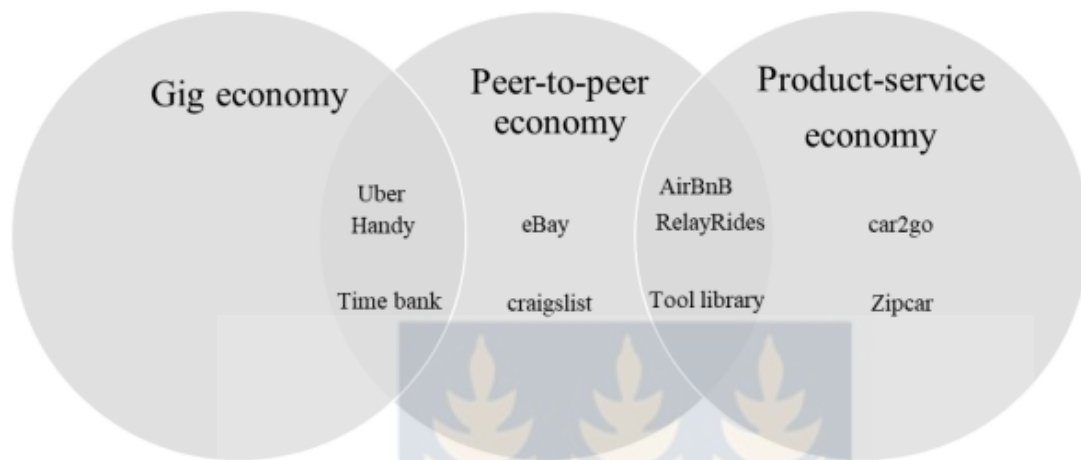 Gig economy
Peer-to-peer
economy
Product-service
economy
Uber
Handy
Time bank
eBay
craigslist
AirBnB
RelayRides
Tool library
car2go
Zipcar